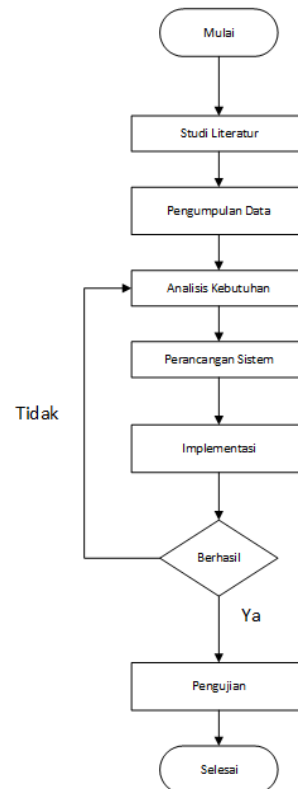 Mulai
Studi Literatur
Pengumpulan Data
Analisis Kebutuhan
Perancangan Sistem
Tidak
Implementasi
Berhasil
Ya
Pengujian
Selesai